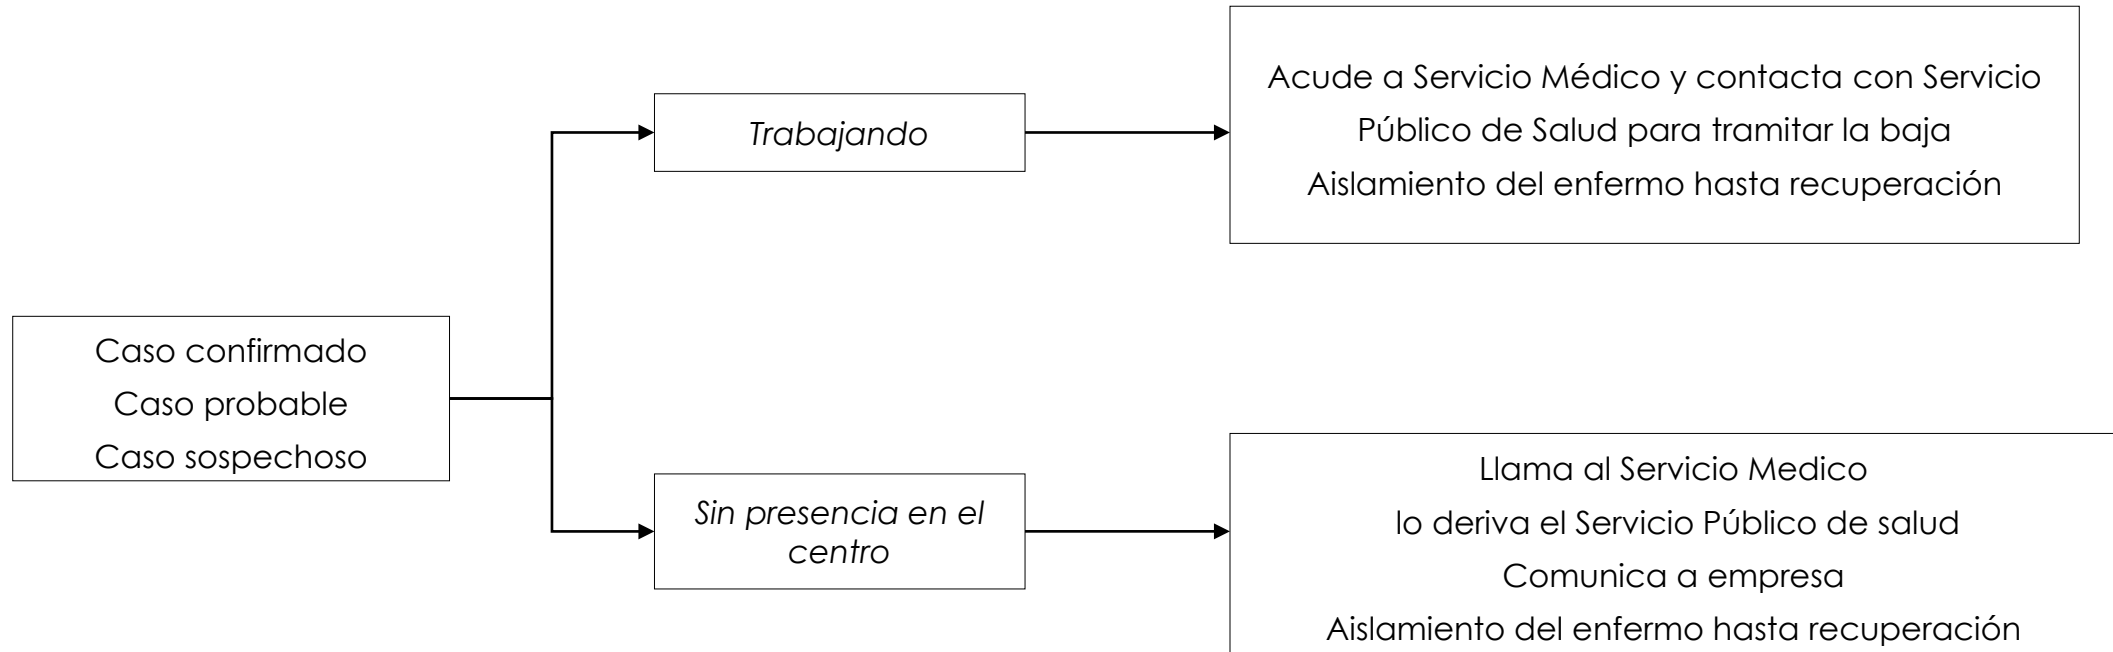 Caso confirmado
Caso probable
Caso sospechoso
Trabajando
Acude a Servicio Médico y contacta con Servicio
Público de Salud para tramitar la baja
Aislamiento del enfermo hasta recuperación
Sin presencia en el
centro
Llama al Servicio Medico
lo deriva el Servicio Público de salud
Comunica a empresa
Aislamiento del enfermo hasta recuperación